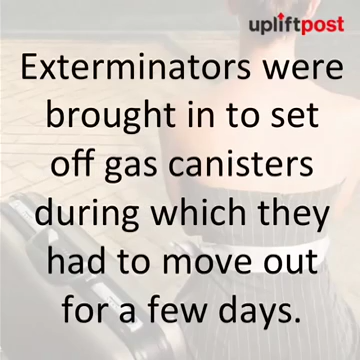 upliftpost
Exterminators were
brought in to set
off gas canisters
during which they
had to move out
for a few days.